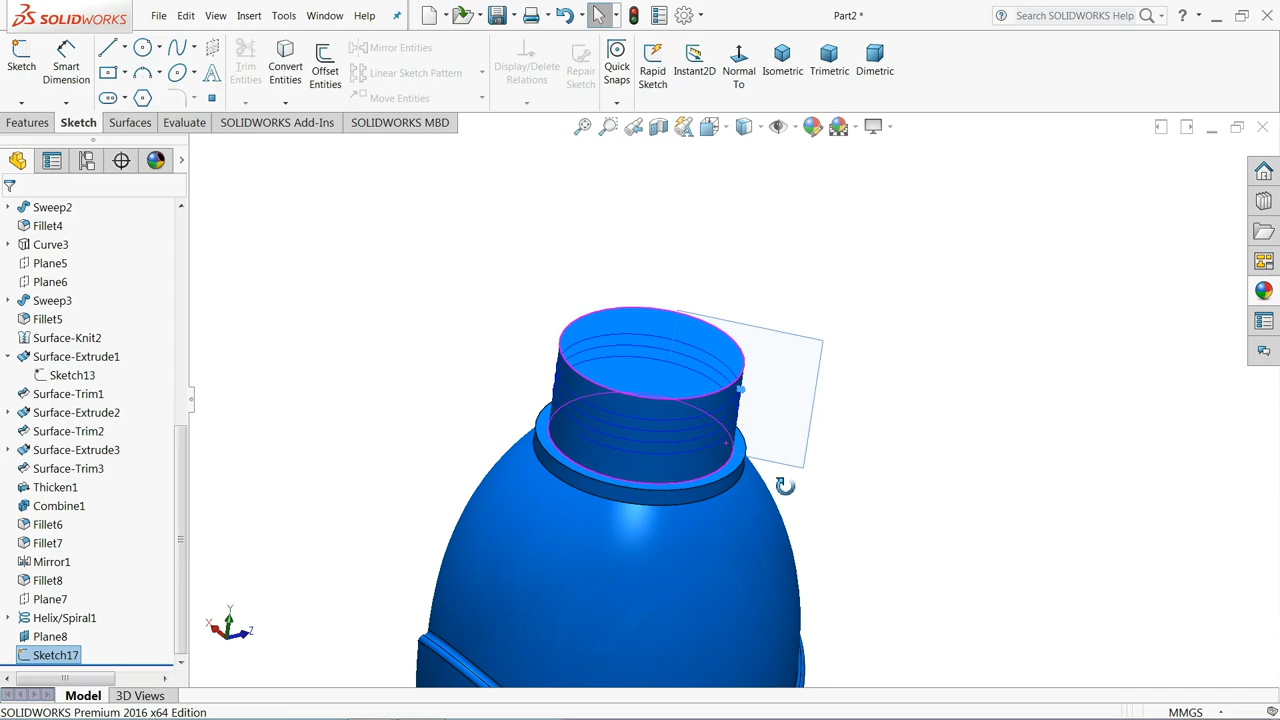 SOLIDWORKS
File Edit View Insert Tools Window Help
Part2 *
Search SOLIDWORKS Help
Sketch
Smart Dimension
Trim Entities
Convert Entities
Offset Entities
Mirror Entities
Linear Sketch Pattern
Move Entities
Display/Delete Relations
Repair Sketch
Quick Snaps
Rapid Sketch
Instant2D
Normal To
Isometric
Trimetric
Dimetric
Features Sketch Surfaces Evaluate SOLIDWORKS Add-Ins SOLIDWORKS MBD
Sweep2
Fillet4
Curve3
Plane5
Plane6
Sweep3
Fillet5
Surface-Knit2
Surface-Extrude1
Sketch13
Surface-Trim1
Surface-Extrude2
Surface-Trim2
Surface-Extrude3
Surface-Trim3
Thicken1
Combine1
Fillet6
Fillet7
Mirror1
Fillet8
Plane7
Helix/Spiral1
Plane8
Sketch17
Y
X
Z
Model 3D Views
SOLIDWORKS Premium 2016 x64 Edition
MMGS